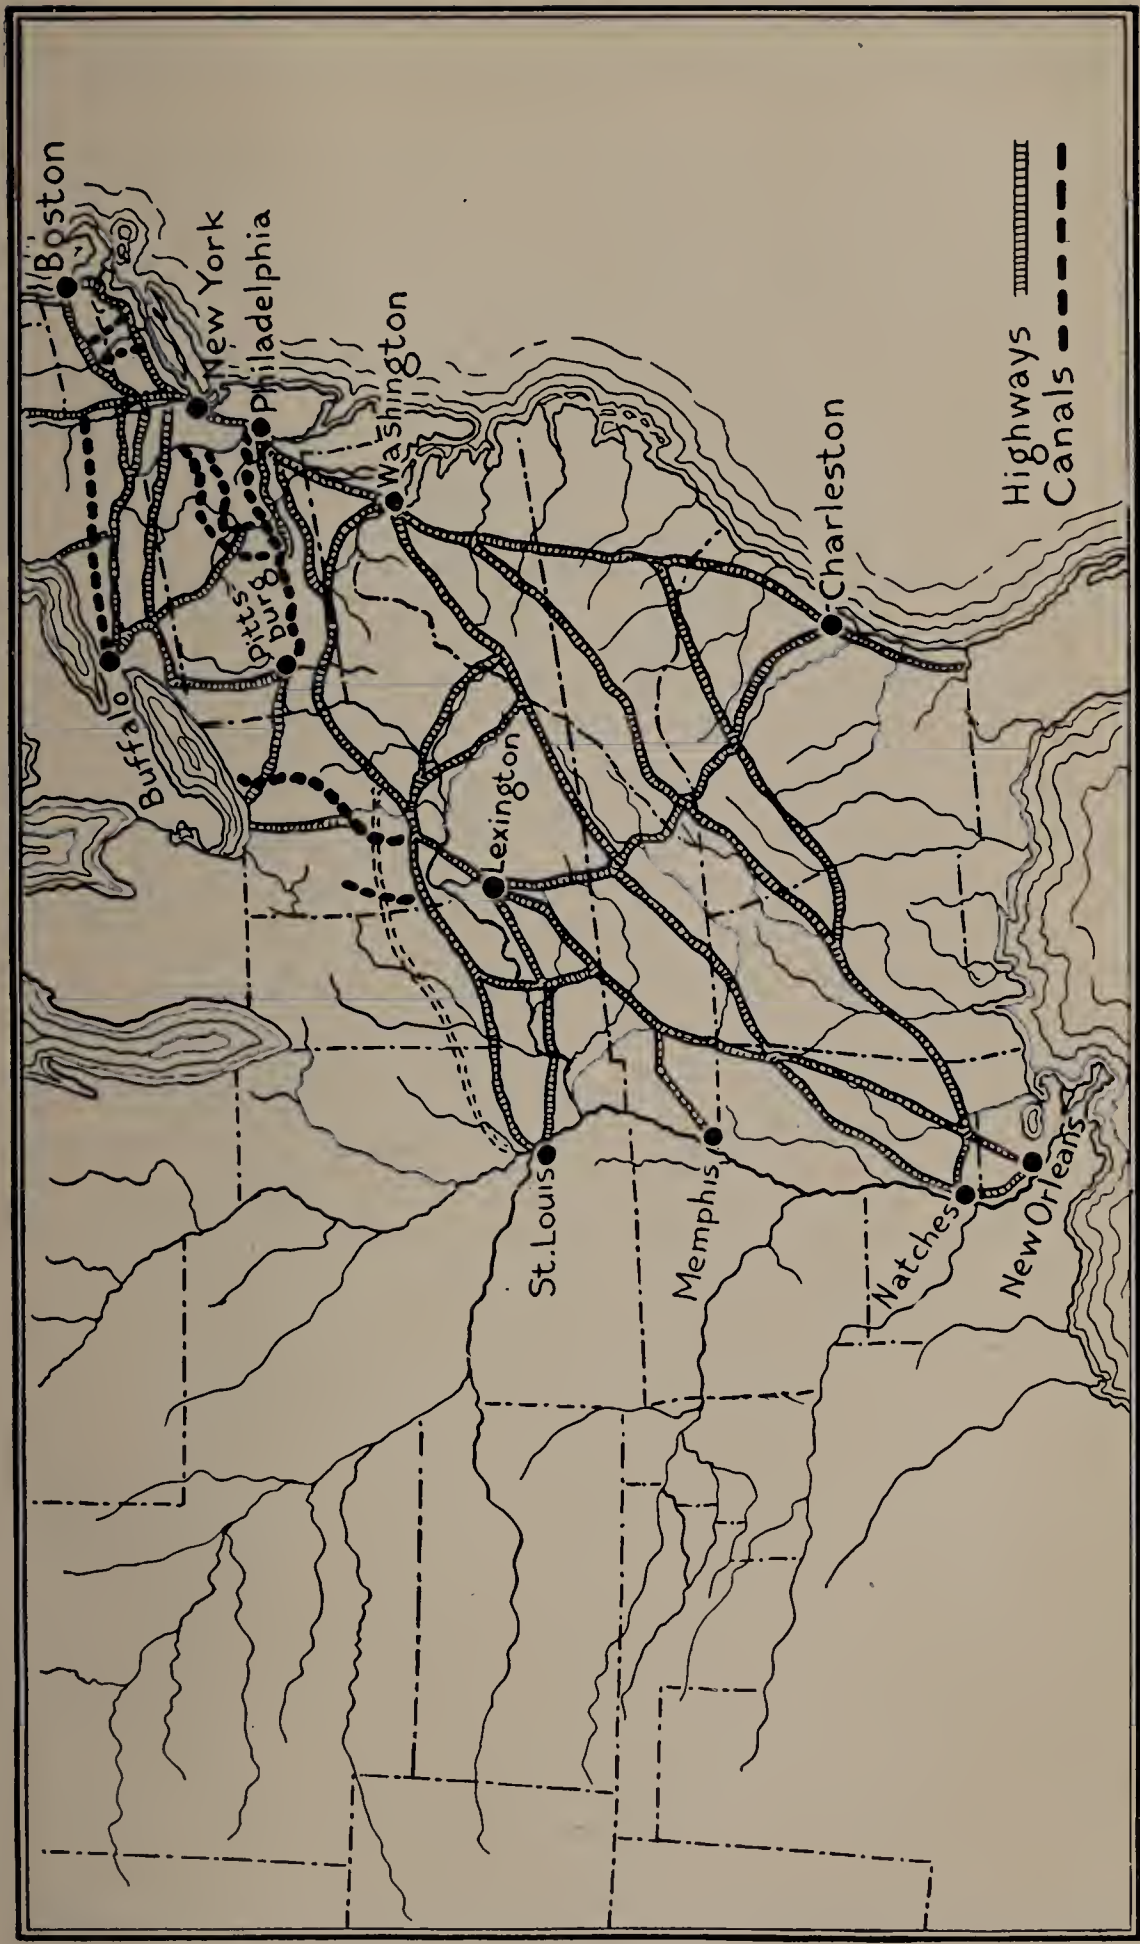 Boston
New York
Philadelphia
Washington
Buffalo
Pitts
burg
Lexington
St. Louis
Memphis
Charleston
Natches
New Orleans
Highways
Canals